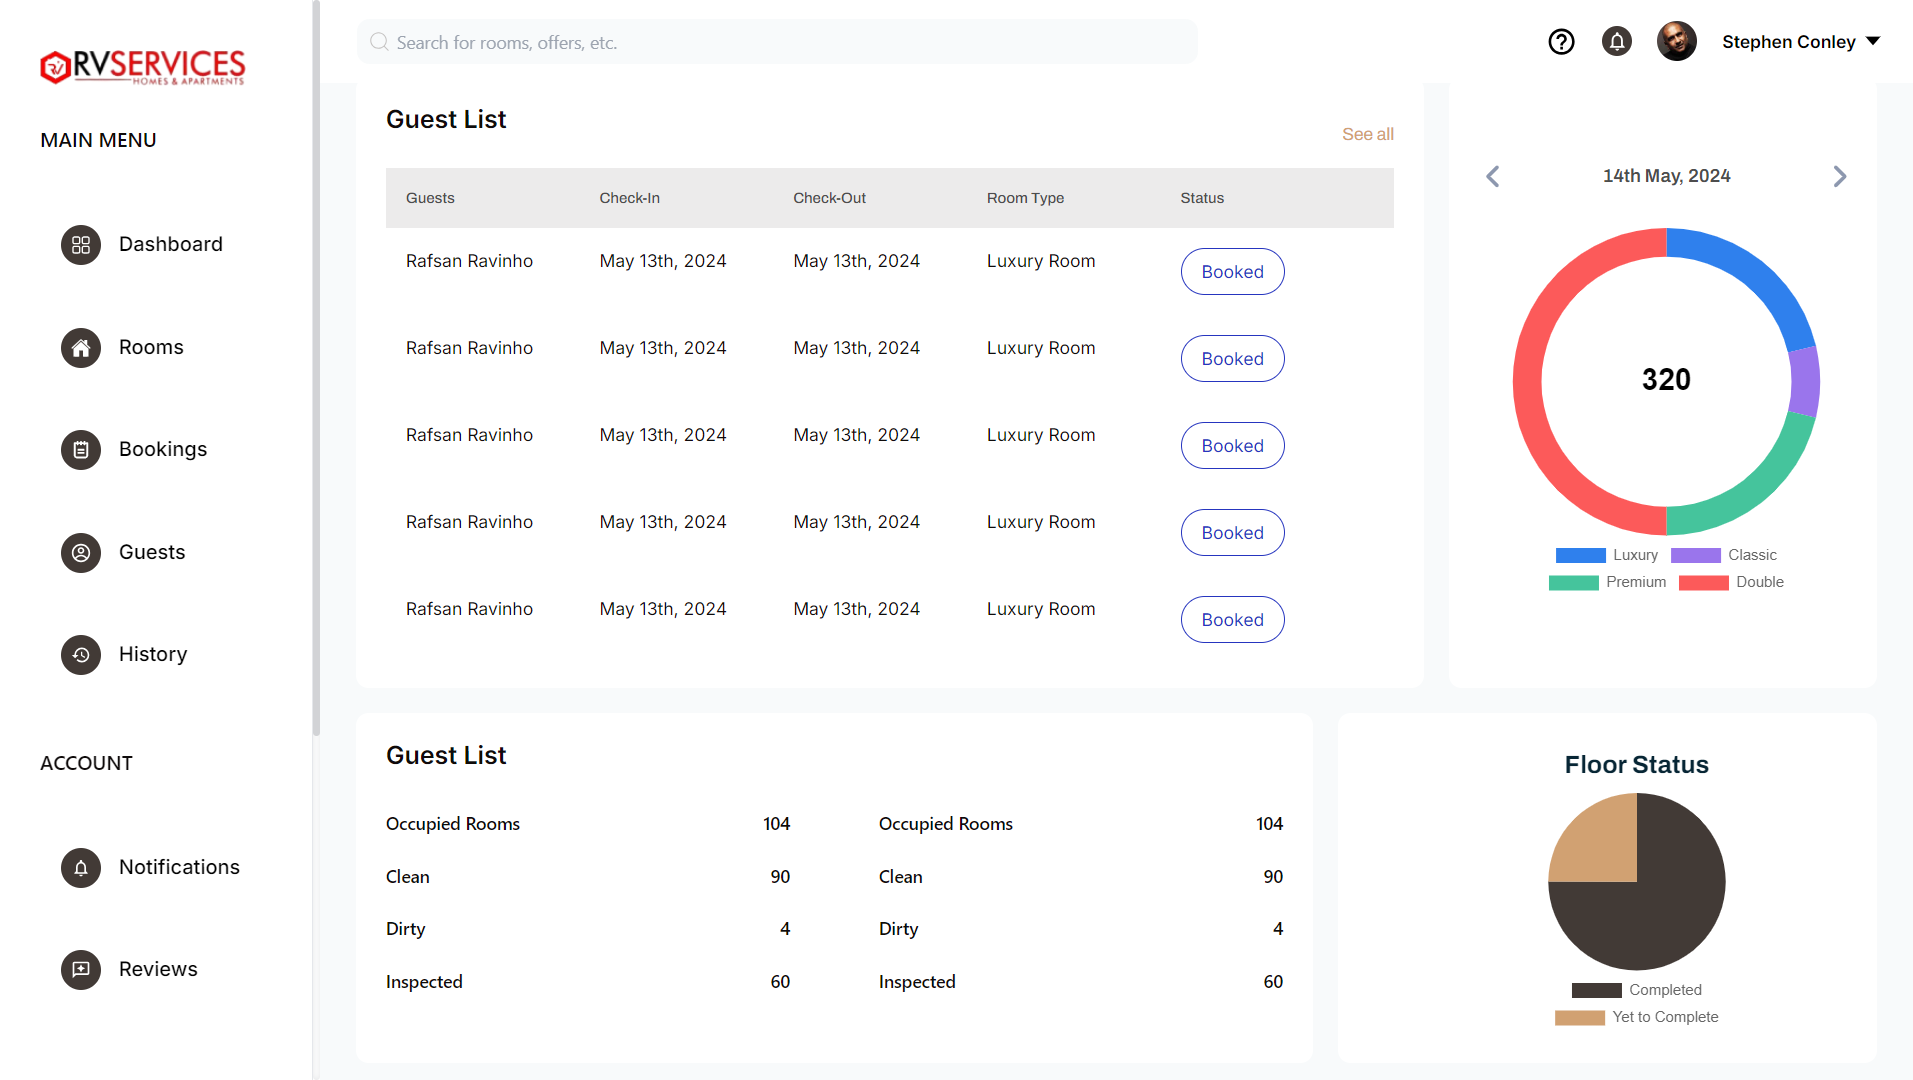 RVSERVICES
HOMES & APARTMENTS
MAIN MENU
Dashboard
Rooms
Bookings
Guests
History
ACCOUNT
Notifications
Reviews
Search for rooms, offers, etc.
Stephen Conley
Guest List
See all
Guests Check-In Check-Out Room Type Status
Rafsan Ravinho May 13th, 2024 May 13th, 2024 Luxury Room Booked
Rafsan Ravinho May 13th, 2024 May 13th, 2024 Luxury Room Booked
Rafsan Ravinho May 13th, 2024 May 13th, 2024 Luxury Room Booked
Rafsan Ravinho May 13th, 2024 May 13th, 2024 Luxury Room Booked
Rafsan Ravinho May 13th, 2024 May 13th, 2024 Luxury Room Booked
14th May, 2024
320
Luxury Classic
Premium Double
Guest List
Occupied Rooms 104 Occupied Rooms 104
Clean 90 Clean 90
Dirty 4 Dirty 4
Inspected 60 Inspected 60
Floor Status
Completed
Yet to Complete